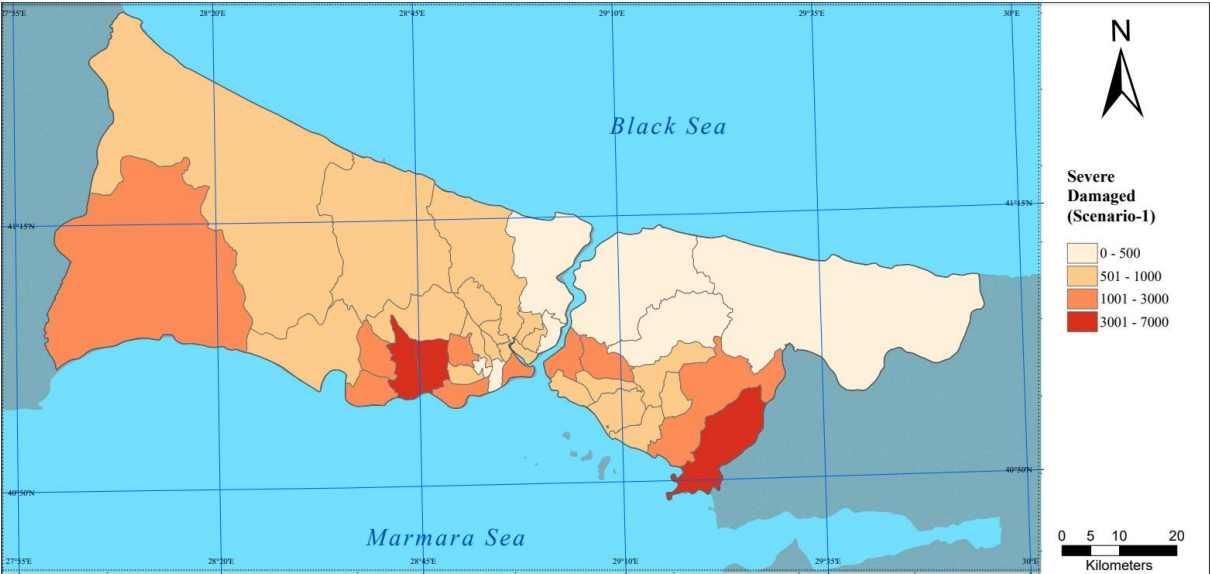 27°55'E 28°20'E 28°45'E 29°10'E 29°35'E 30°E
N
Black Sea
Severe
Damaged
(Scenario-1)
41°15'N 41°15'N
0 - 500
501 - 1000
1001 - 3000
3001 - 7000
40°50'N 40°50'N
Marmara Sea
0 5 10 20
Kilometers
27°55'E 28°20'E 28°45'E 29°10'E 29°35'E 30°E